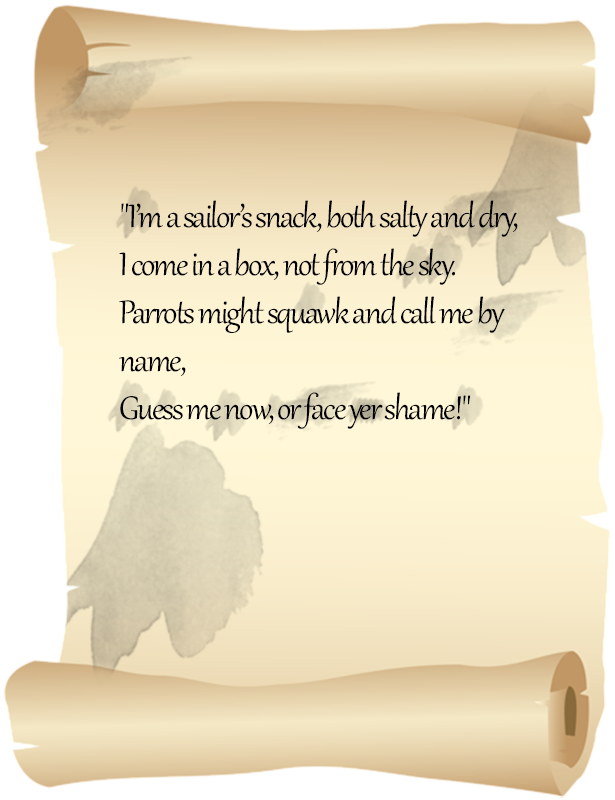 "I'm a sailor's snack, both salty and dry,
I come in a box, not from the sky.
Parrots might squawk and call me by
name,
Guess me now, or face yer shame!"